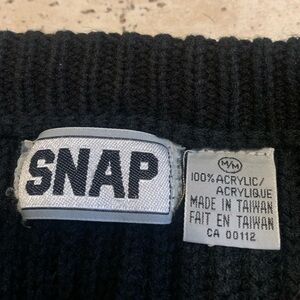 SNAP
M/M
100% ACRYLIC/
ACRYLIQUE
MADE IN TAIWAN
FAIT EN TAIWAN
CA 00112